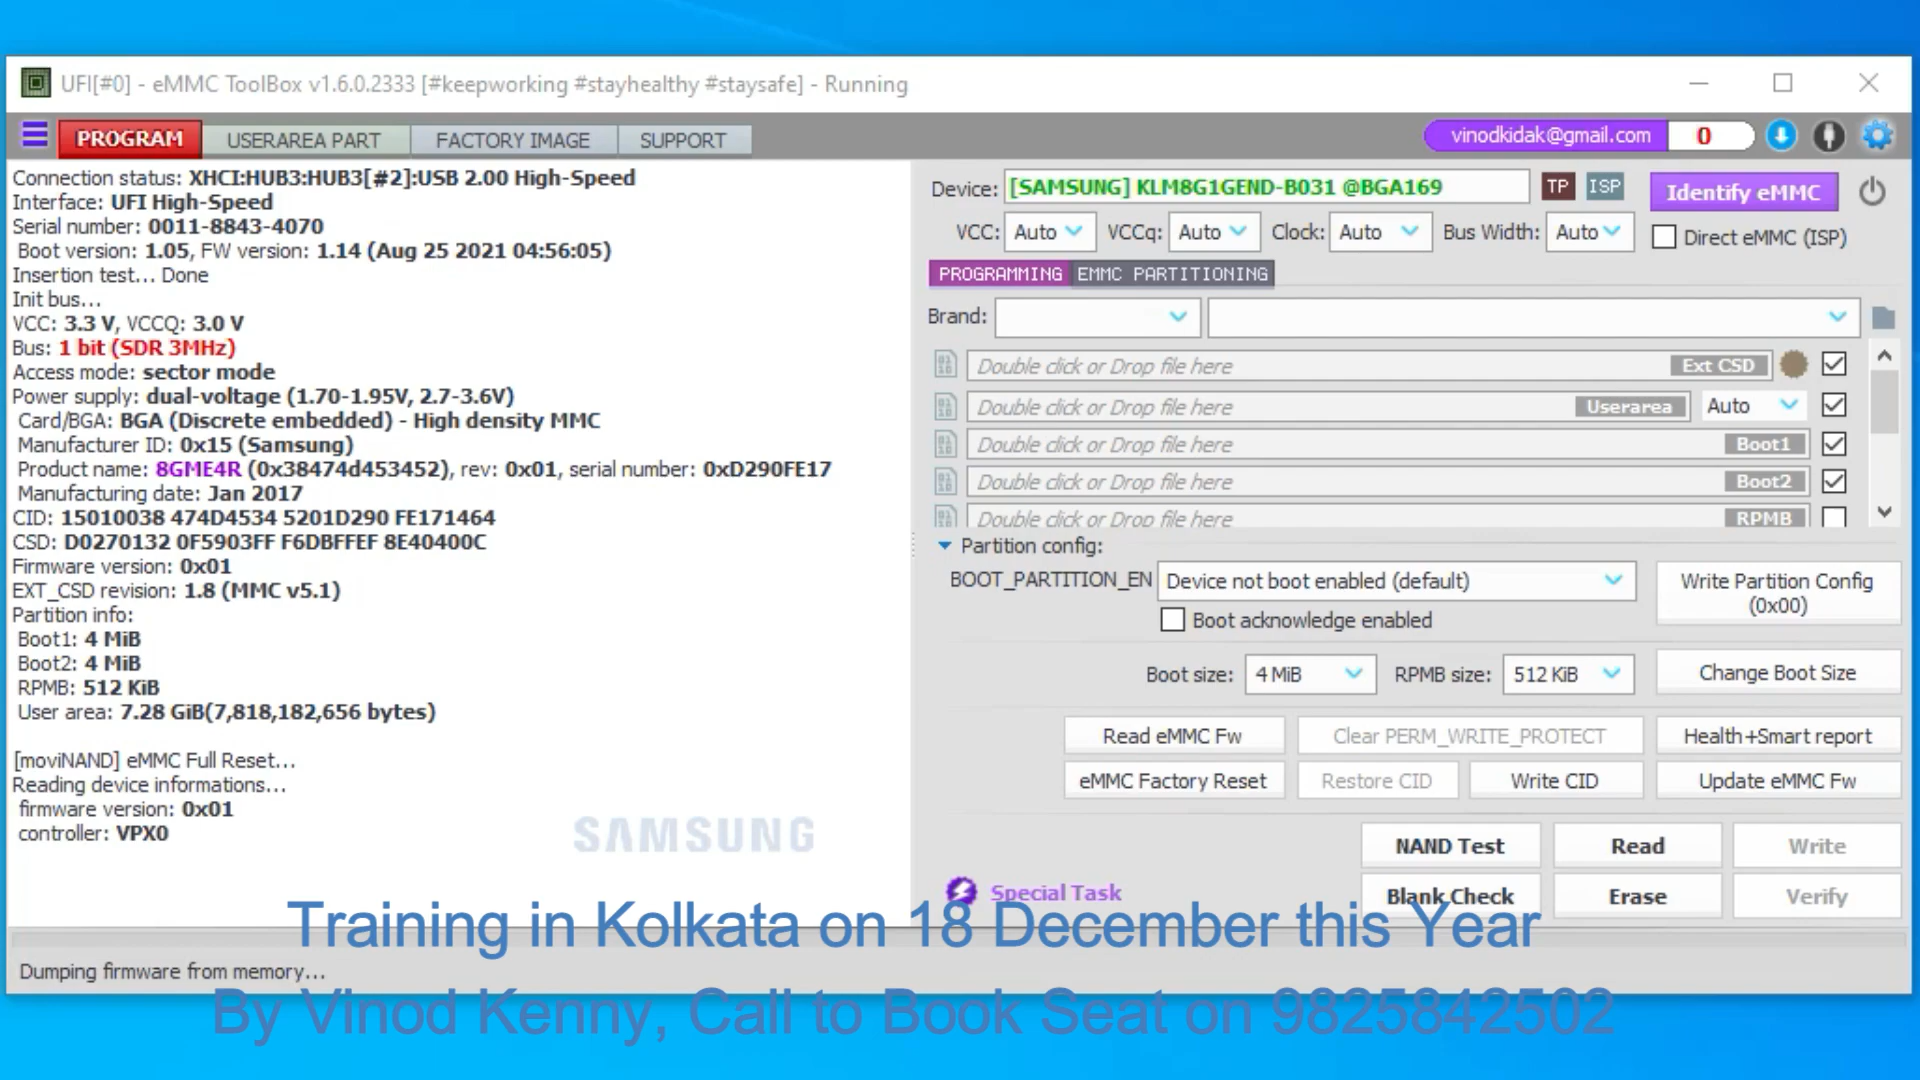 UFI[#0] - eMMC ToolBox v1.6.0.2333 [#keepworking #stayhealthy #staysafe] - Running
PROGRAM USERAREA PART FACTORY IMAGE SUPPORT vinodkidak@gmail.com 0
Connection status: XHCI:HUB3:HUB3[#2]:USB 2.00 High-Speed
Interface: UFI High-Speed
Serial number: 0011-8843-4070
Boot version: 1.05, FW version: 1.14 (Aug 25 2021 04:56:05)
Insertion test... Done
Init bus...
VCC: 3.3 V, VCCQ: 3.0 V
Bus: 1 bit (SDR 3MHz)
Access mode: sector mode
Power supply: dual-voltage (1.70-1.95V, 2.7-3.6V)
Card/BGA: BGA (Discrete embedded) - High density MMC
Manufacturer ID: 0x15 (Samsung)
Product name: 8GME4R (0x38474d453452), rev: 0x01, serial number: 0xD290FE17
Manufacturing date: Jan 2017
CID: 15010038 474D4534 5201D290 FE171464
CSD: D0270132 0F5903FF F6DBFFEF 8E40400C
Firmware version: 0x01
EXT_CSD revision: 1.8 (MMC v5.1)
Partition info:
Boot1: 4 MiB
Boot2: 4 MiB
RPMB: 512 KiB
User area: 7.28 GiB(7,818,182,656 bytes)
[moviNAND] eMMC Full Reset...
Reading device informations...
firmware version: 0x01
controller: VPX0
SAMSUNG
Device: [SAMSUNG] KLM8G1GEND-B031 @BGA169 TP ISP Identify eMMC
VCC: Auto VCCq: Auto Clock: Auto Bus Width: Auto Direct eMMC (ISP)
PROGRAMMING EMMC PARTITIONING
Brand:
Double click or Drop file here Ext CSD
Double click or Drop file here Userarea Auto
Double click or Drop file here Boot1
Double click or Drop file here Boot2
Double click or Drop file here RPMB
Partition config:
BOOT_PARTITION_EN Device not boot enabled (default) Write Partition Config
(0x00)
Boot acknowledge enabled
Boot size: 4 MiB RPMB size: 512 KiB Change Boot Size
Read eMMC Fw Clear PERM_WRITE_PROTECT Health+Smart report
eMMC Factory Reset Restore CID Write CID Update eMMC Fw
NAND Test Read Write
Special Task Blank Check Erase Verify
Training in Kolkata on 18 December this Year
Dumping firmware from memory...
By Vinod Kenny, Call to Book Seat on 9825842502